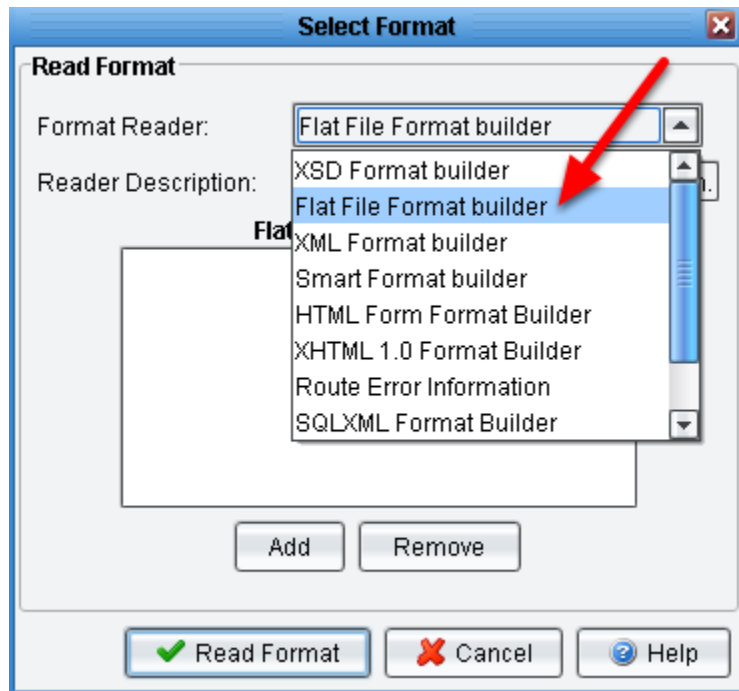 Select Format
Read Format
Format Reader: Flat File Format builder
XSD Format builder
Reader Description:
Flat File Format builder
Flat
XML Format builder
Smart Format builder
HTML Form Format Builder
XHTML 1.0 Format Builder
Route Error Information
SQLXML Format Builder
Add Remove
Read Format Cancel Help